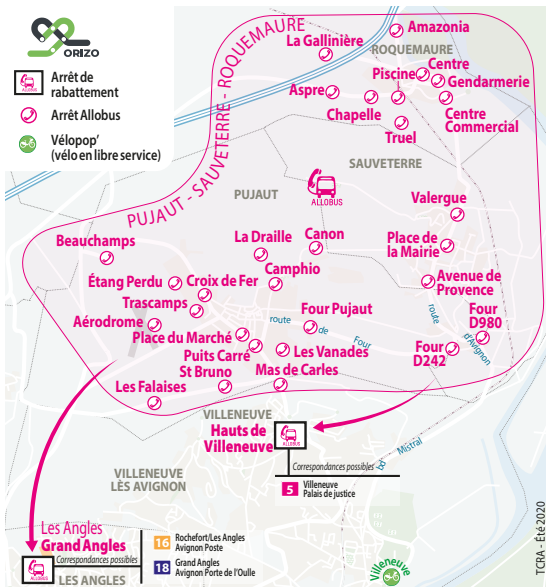 ORIZO
Arrêt de
rabattement
ALLOBUS
Arrêt Allobus
Vélopop'
(vélo en libre service)
PUJAUT - SAUVETERRE - ROQUEMAURE
Amazonia
La Gallinière
ROQUEMAURE
Centre
Piscine
Gendarmerie
Aspre
Chapelle
Centre
Commercial
Truel
SAUVETERRE
PUJAUT
ALLOBUS
Valergue
Beauchamps
La Draille
Canon
Place de
la Mairie
Camphio
Étang Perdu
Croix de Fer
Avenue de
Provence
Trascamps
Four Pujaut
route
de
Four
route
d'Avignon
Four
D980
Aérodrome
Place du Marché
Puits Carré
Les Vanades
Four
D242
St Bruno
Mas de Carles
Les Falaises
VILLENEUVE
Hauts de
Villeneuve
ALLOBUS
bd Mistral
Correspondances possibles
5
Villeneuve
Palais de justice
VILLENEUVE
LÈS AVIGNON
Les Angles
Grand Angles
Correspondances possibles
ALLOBUS
LES ANGLES
16
Rochefort/Les Angles
Avignon Poste
18
Grand Angles
Avignon Porte de l'Oulle
Villeneuve
TCRA - Été 2020